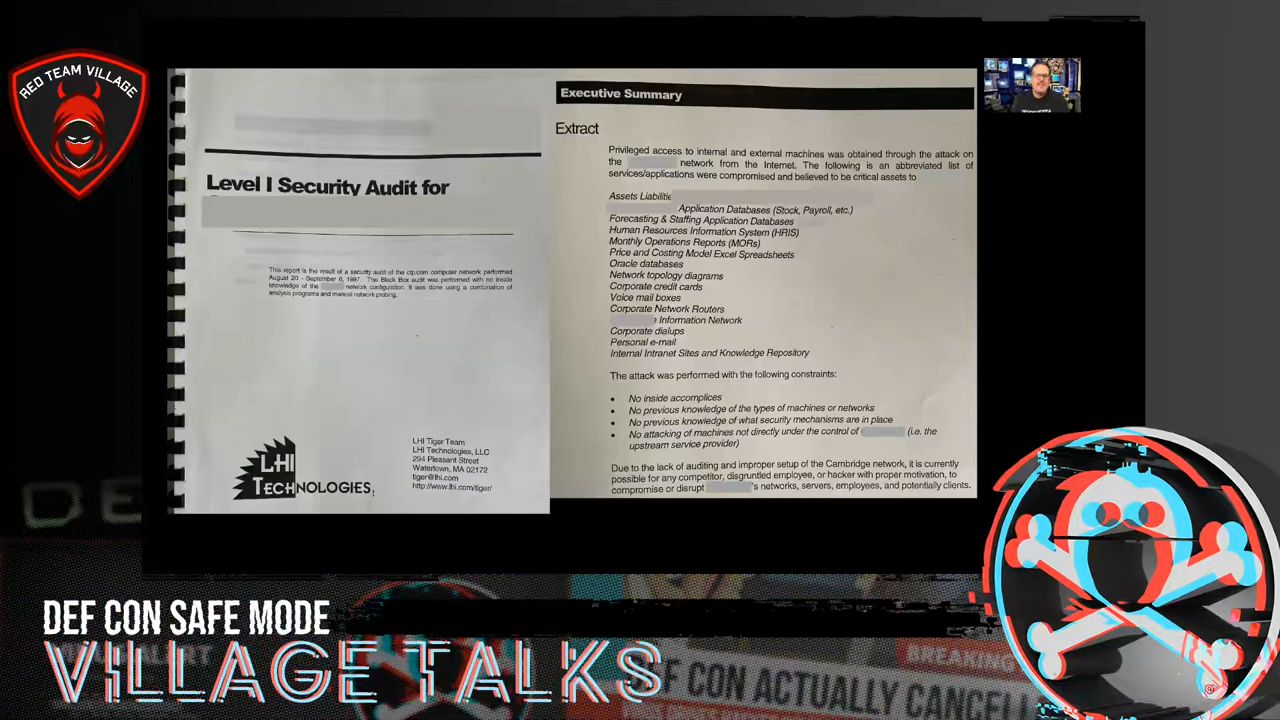 RED TEAM VILLAGE
Level I Security Audit for
This report is the result of a security audit of the ctp.com computer network performed
August 20 - September 8, 1997. This Black Box audit was performed with no inside
knowledge of the network configuration. It was done using a combination of
analysis programs and manual network probing.
LHI
TECHNOLOGIES
LHI Tiger Team
LHI Technologies, LLC
294 Pleasant Street
Watertown, MA 02172
tiger@lhi.com
http://www.lhi.com/tiger/
Executive Summary
Extract
Privileged access to internal and external machines was obtained through the attack on
the network from the Internet. The following is an abbreviated list of
services/applications were compromised and believed to be critical assets to
Assets Liabilitie
Application Databases (Stock, Payroll, etc.)
Forecasting & Staffing Application Databases
Human Resources Information System (HRIS)
Monthly Operations Reports (MORs)
Price and Costing Model Excel Spreadsheets
Oracle databases
Network topology diagrams
Corporate credit cards
Voice mail boxes
Corporate Network Routers
e Information Network
Corporate dialups
Personal e-mail
Internal Intranet Sites and Knowledge Repository
The attack was performed with the following constraints:
• No inside accomplices
• No previous knowledge of the types of machines or networks
• No previous knowledge of what security mechanisms are in place
• No attacking of machines not directly under the control of (i.e. the
upstream service provider)
Due to the lack of auditing and improper setup of the Cambridge network, it is currently
possible for any competitor, disgruntled employee, or hacker with proper motivation, to
compromise or disrupt 's networks, servers, employees, and potentially clients.
DEF CON SAFE MODE
VILLAGE TALKS
BREAKING
DEF CON ACTUALLY CANCELL